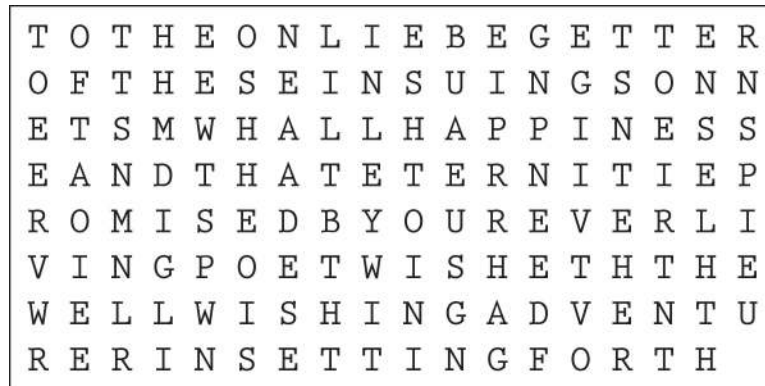 T O T H E O N L I E B E G E T T E R
O F T H E S E I N S U I N G S O N N
E T S M W H A L L H A P P I N E S S
E A N D T H A T E T E R N I T I E P
R O M I S E D B Y O U R E V E R L I
V I N G P O E T W I S H E T H T H E
W E L L W I S H I N G A D V E N T U
R E R I N S E T T I N G F O R T H